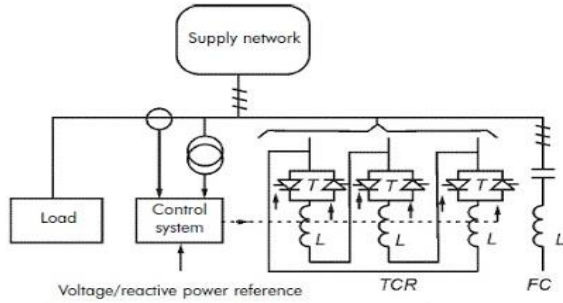 Supply network
T
T
T
Load
Control
system
L
L
L
L
Voltage/reactive power reference
TCR
FC